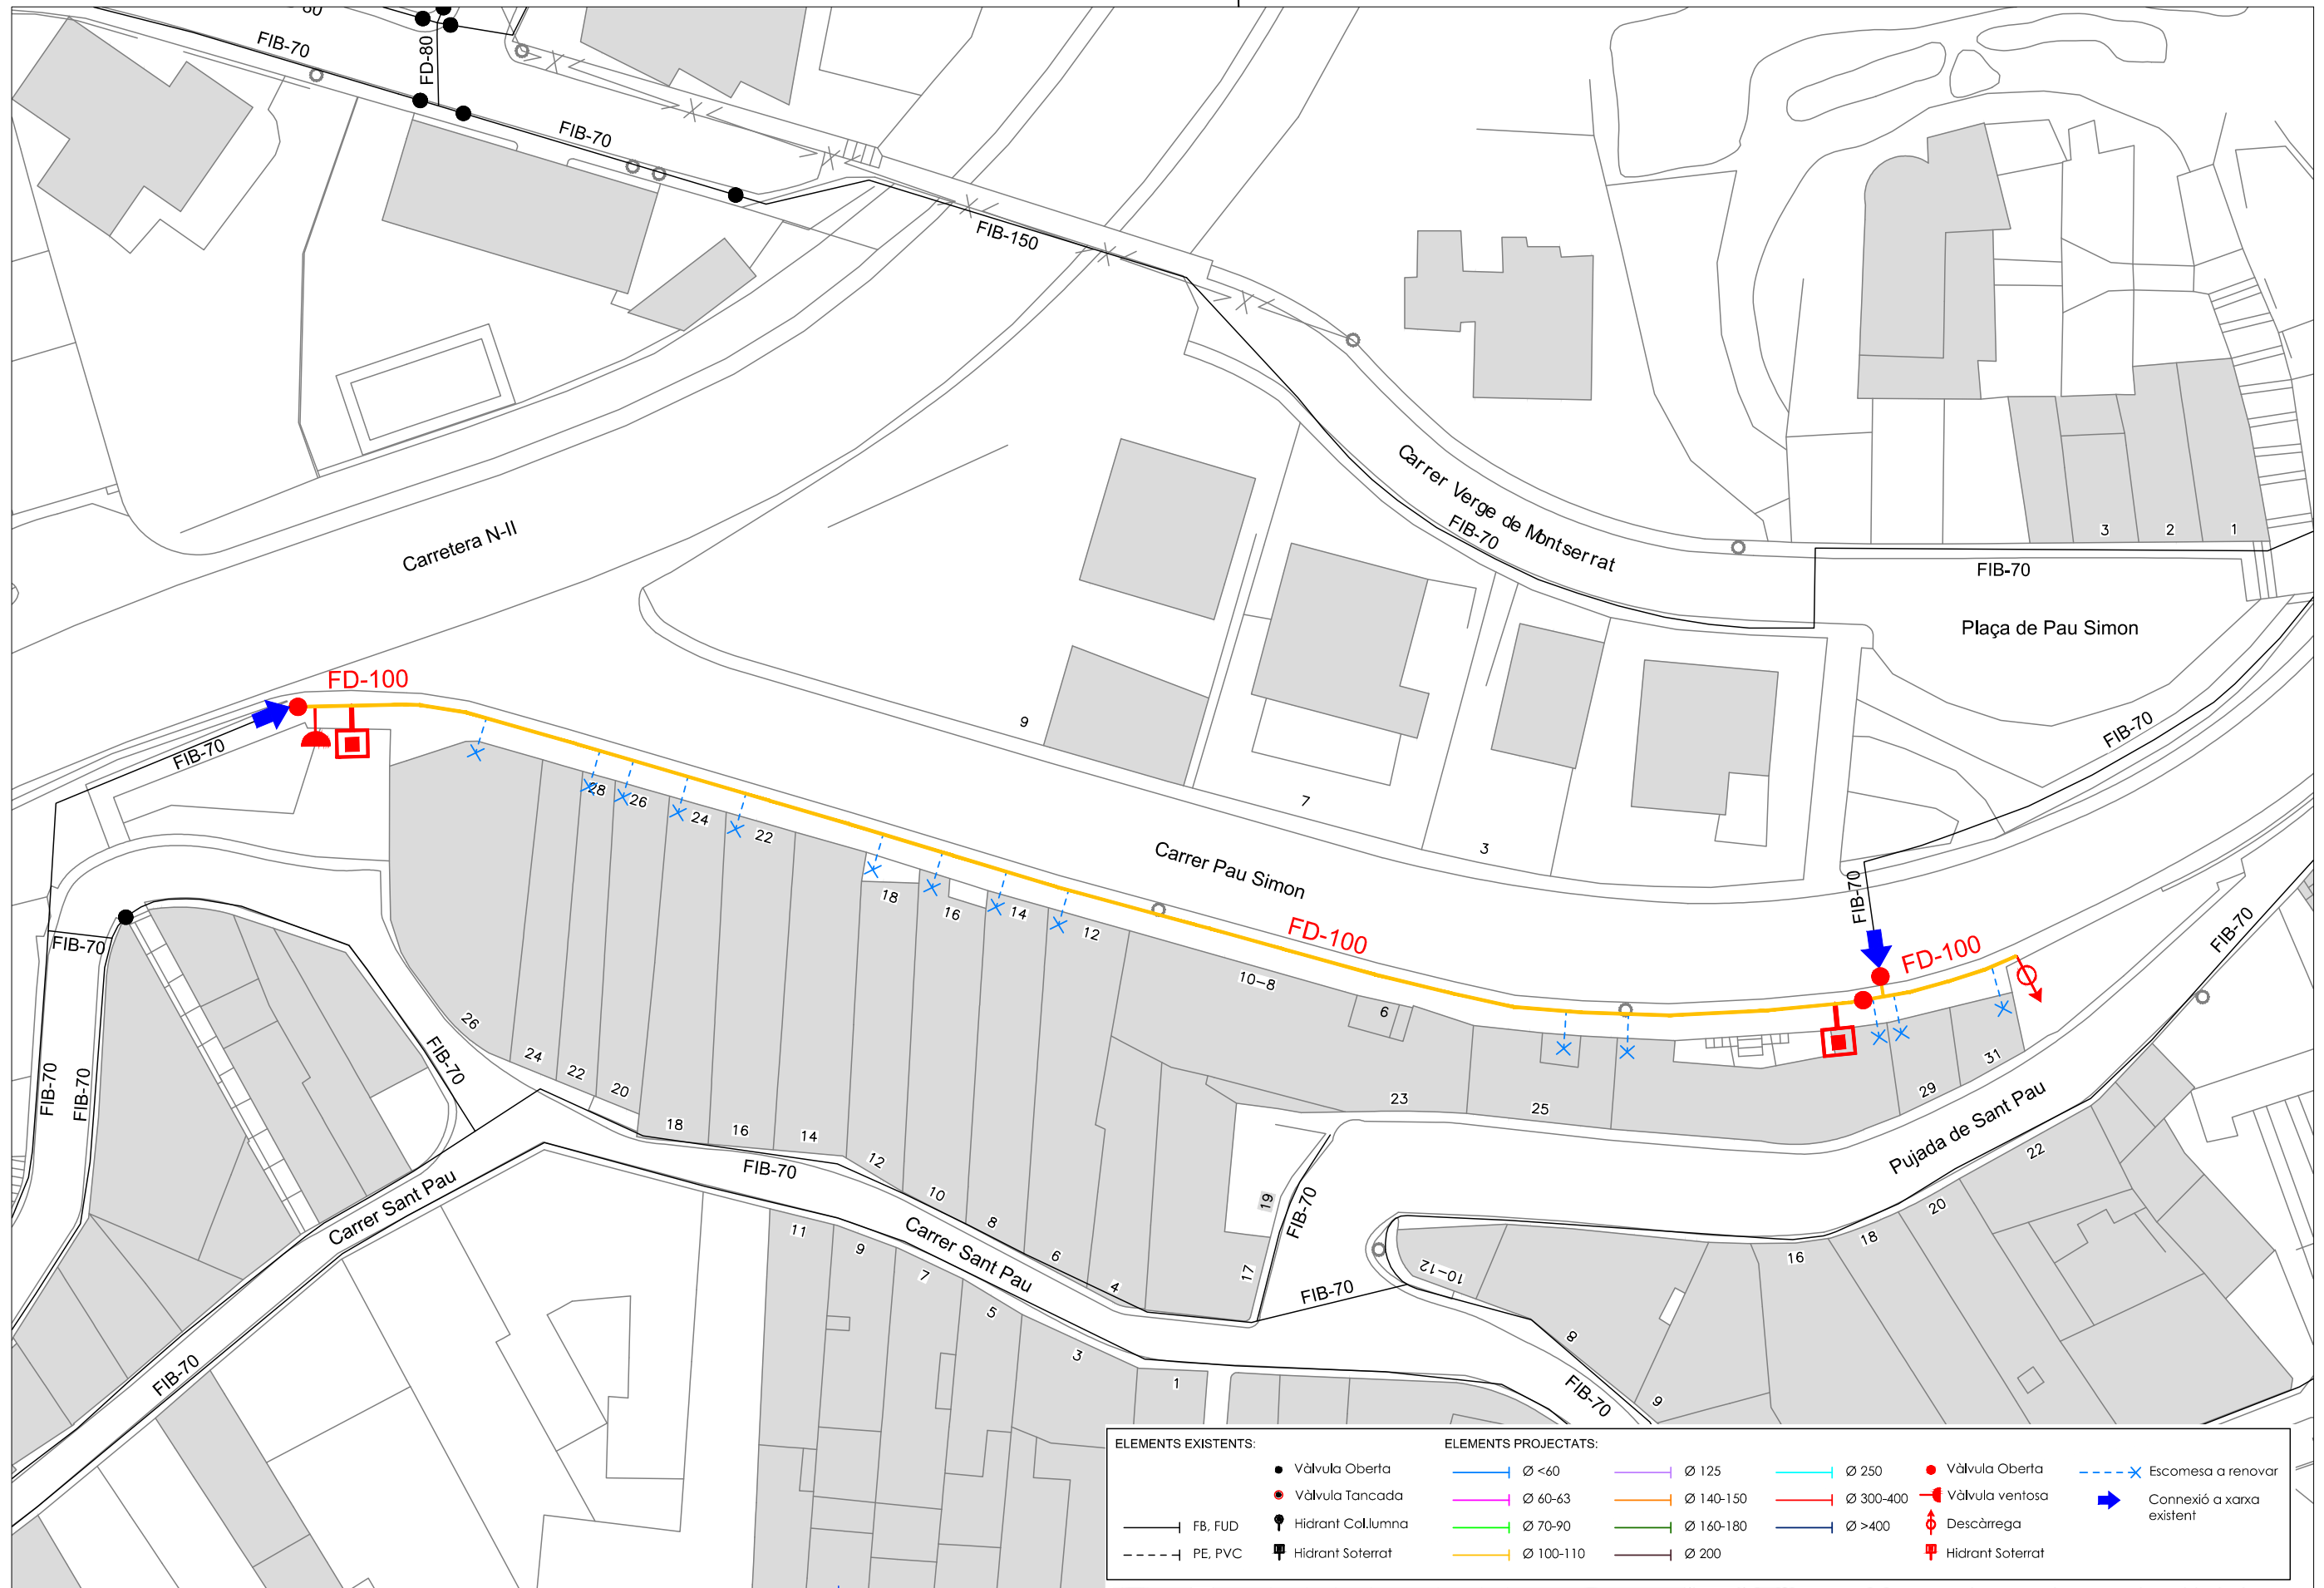 FIB-70
FD-80
FIB-70
FIB-150
Carretera N-II
Carrer Verge de Montserrat
FIB-70
3
2
1
FIB-70
Plaça de Pau Simon
FIB-70
FD-100
FIB-70
9
7
3
28
26
24
22
18
16
14
12
10-8
6
Carrer Pau Simon
FD-100
FIB-70
FD-100
FIB-70
FIB-70
FIB-70
FIB-70
FIB-70
26
24
22
20
18
16
14
12
10
8
6
4
23
25
29
31
Pujada de Sant Pau
22
20
18
16
19
17
FIB-70
FIB-70
10-12
8
9
FIB-70
Carrer Sant Pau
FIB-70
Carrer Sant Pau
11
9
7
5
3
1
FIB-70
ELEMENTS EXISTENTS:
Vàlvula Oberta
Vàlvula Tancada
FB, FUD
Hidrant Col.lumna
PE, PVC
Hidrant Soterrat
ELEMENTS PROJECTATS:
Ø <60
Ø 125
Ø 250
Vàlvula Oberta
Escomesa a renovar
Ø 60-63
Ø 140-150
Ø 300-400
Vàlvula ventosa
Connexió a xarxa
existent
Ø 70-90
Ø 160-180
Ø >400
Descàrrega
Ø 100-110
Ø 200
Hidrant Soterrat